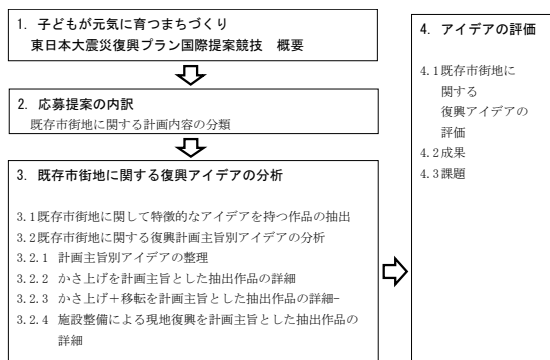 1. 子どもが元気に育つまちづくり
東日本大震災復興プラン国際提案競技　概要
2. 応募提案の内訳
既存市街地に関する計画内容の分類
3. 既存市街地に関する復興アイデアの分析
3.1既存市街地に関して特徴的なアイデアを持つ作品の抽出
3.2既存市街地に関する復興計画主旨別アイデアの分析
3.2.1 計画主旨別アイデアの整理
3.2.2 かさ上げを計画主旨とした抽出作品の詳細
3.2.3 かさ上げ＋移転を計画主旨とした抽出作品の詳細-
3.2.4 施設整備による現地復興を計画主旨とした抽出作品の
詳細
4. アイデアの評価
4.1既存市街地に
関する
復興アイデアの
評価
4.2成果
4.3課題